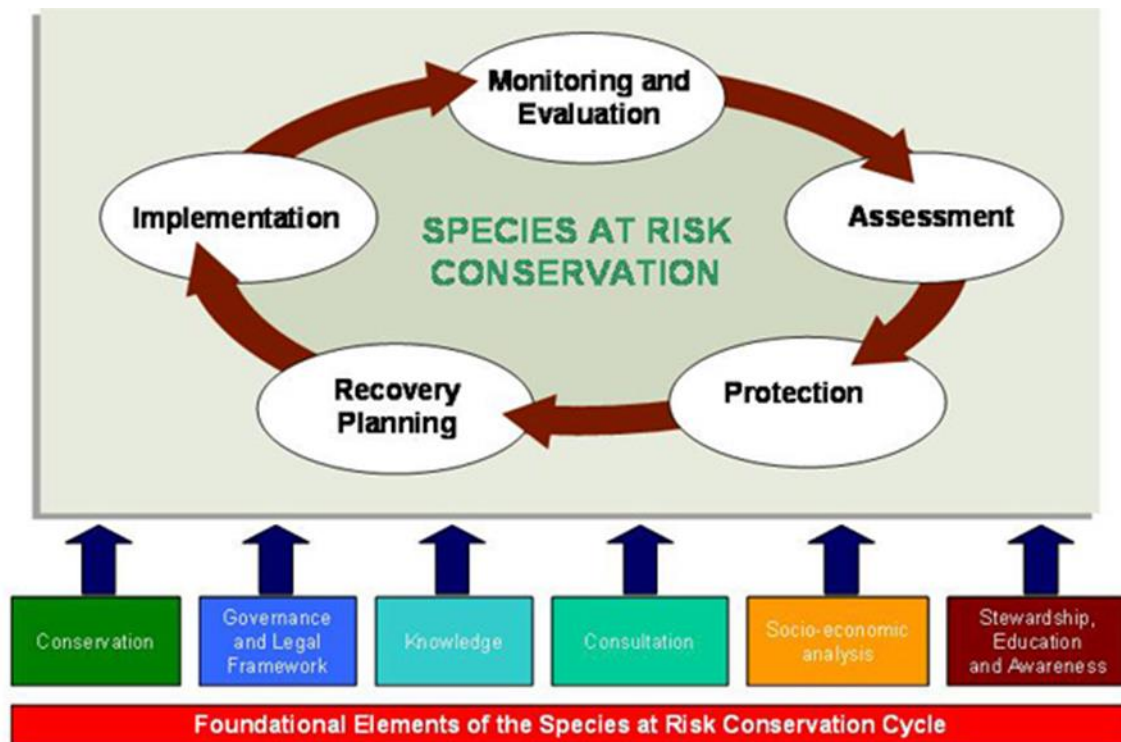 Monitoring and
Evaluation
Implementation
Assessment
SPECIES AT RISK
CONSERVATION
Recovery
Planning
Protection
Conservation
Governance
and Legal
Framework
Knowledge
Consultation
Socio-economic
analysis
Stewardship,
Education
and Awareness
Foundational Elements of the Species at Risk Conservation Cycle